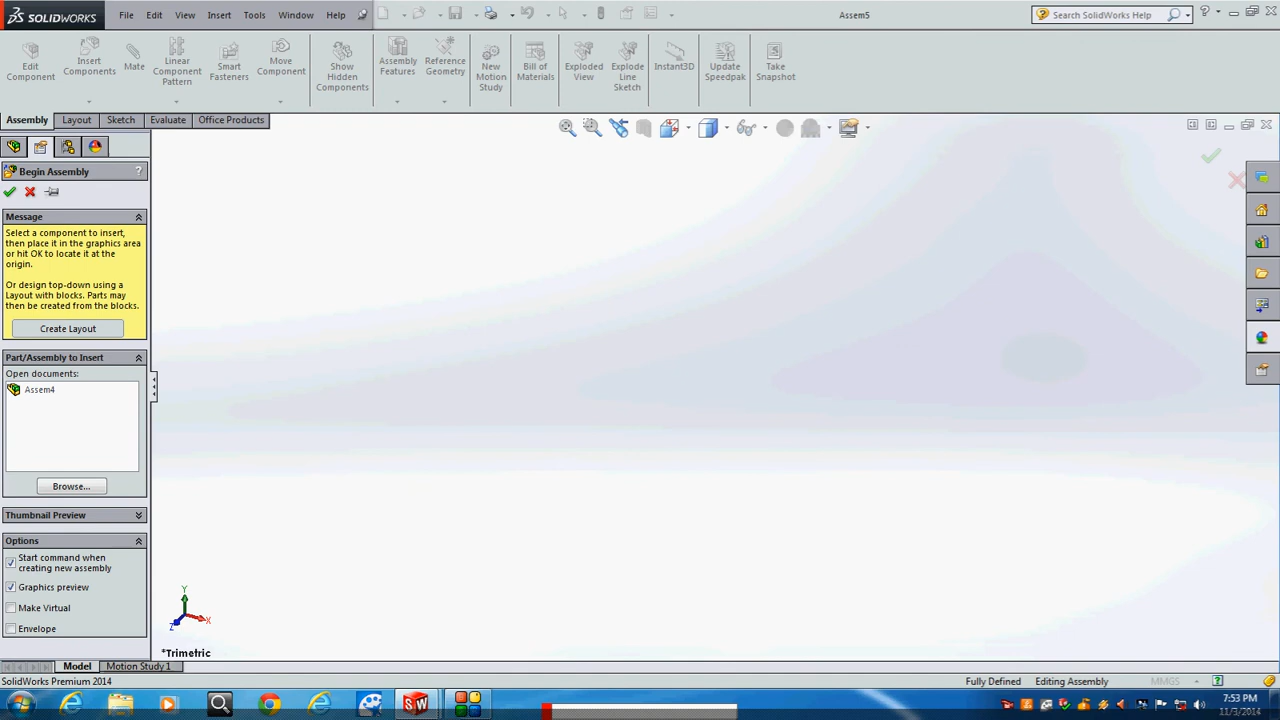 SOLIDWORKS File Edit View Insert Tools Window Help Assem5 Search SolidWorks Help
Edit Component Insert Components Mate Linear Component Pattern Smart Fasteners Move Component Show Hidden Components Assembly Features Reference Geometry New Motion Study Bill of Materials Exploded View Explode Line Sketch Instant3D Update Speedpak Take Snapshot
Assembly Layout Sketch Evaluate Office Products
Begin Assembly ?
Message
Select a component to insert,
then place it in the graphics area
or hit OK to locate it at the
origin.
Or design top-down using a
Layout with blocks. Parts may
then be created from the blocks.
Create Layout
Part/Assembly to Insert
Open documents:
Assem4
Browse...
Thumbnail Preview
Options
Start command when
creating new assembly
Graphics preview
Make Virtual
Envelope
Y
X
Z
*Trimetric
Model Motion Study 1
SolidWorks Premium 2014 Fully Defined Editing Assembly MMGS
7:53 PM
11/3/2014